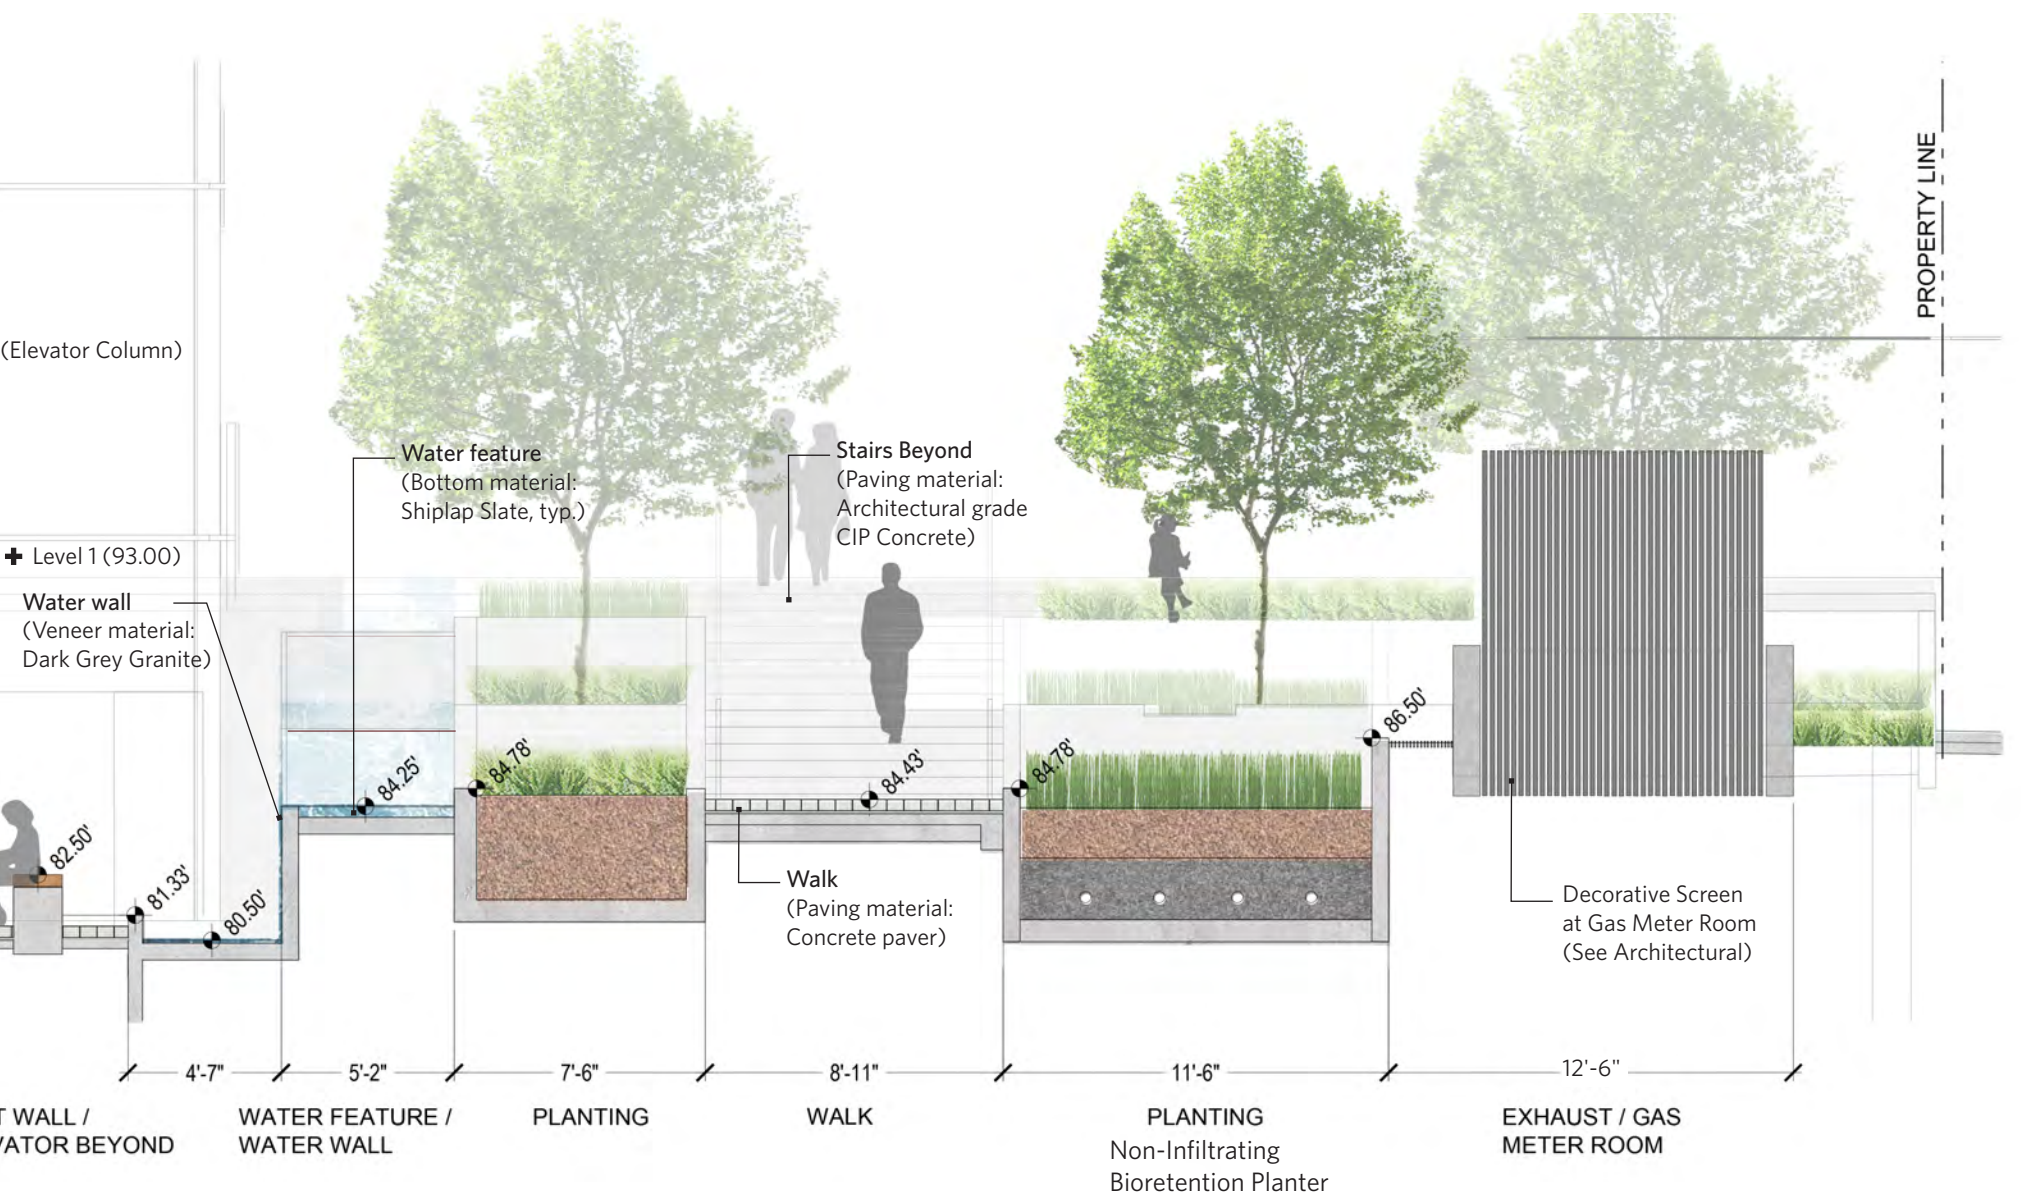 PROPERTY LINE
(Elevator Column)
Water feature
(Bottom material:
Shiplap Slate, typ.)
Stairs Beyond
(Paving material:
Architectural grade
CIP Concrete)
Level 1 (93.00)
Water wall
(Veneer material:
Dark Grey Granite)
84.25'
84.78'
84.43'
84.78'
86.50'
82.50'
81.33'
80.50'
Walk
(Paving material:
Concrete paver)
Decorative Screen
at Gas Meter Room
(See Architectural)
4'-7"
5'-2"
7'-6"
8'-11"
11'-6"
12'-6"
T WALL /
VATOR BEYOND
WATER FEATURE /
WATER WALL
PLANTING
WALK
PLANTING
Non-Infiltrating
Bioretention Planter
EXHAUST / GAS
METER ROOM